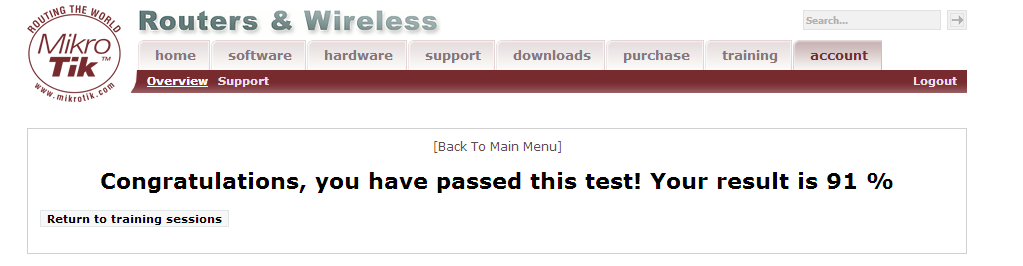 ROUTING THE WORLD
MikroTik™
www.mikrotik.com
Routers & Wireless
Search...
home software hardware support downloads purchase training account
Overview Support Logout
[Back To Main Menu]
Congratulations, you have passed this test! Your result is 91 %
Return to training sessions